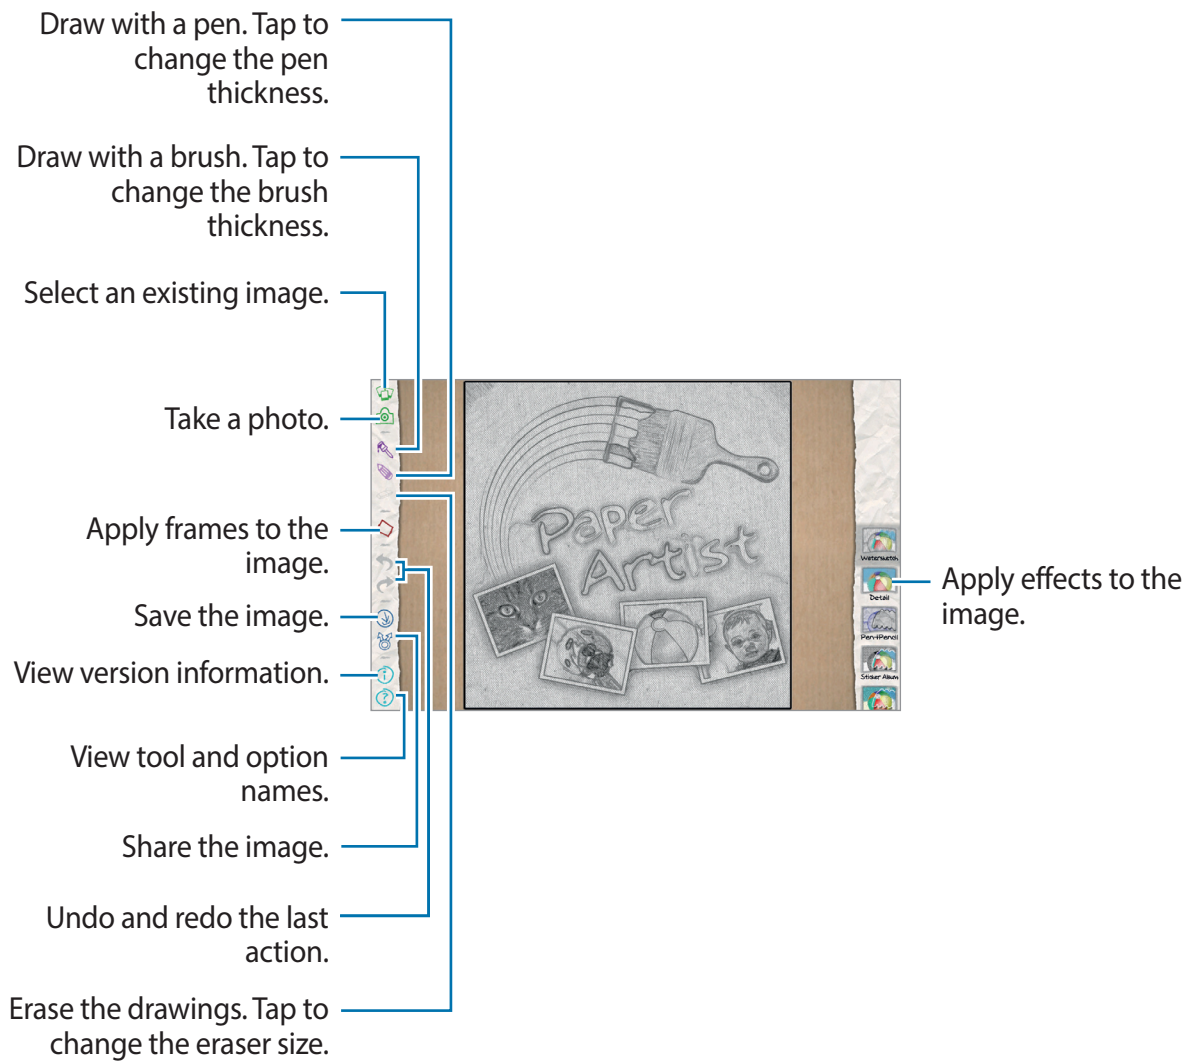 Draw with a pen. Tap to
change the pen
thickness.
Draw with a brush. Tap to
change the brush
thickness.
Select an existing image.
Take a photo.
Apply frames to the
image.
Save the image.
View version information.
View tool and option
names.
Share the image.
Undo and redo the last
action.
Erase the drawings. Tap to
change the eraser size.
Paper
Artist
Watersketch
Detail
Pen+Pencil
Sticker Album
Apply effects to the
image.